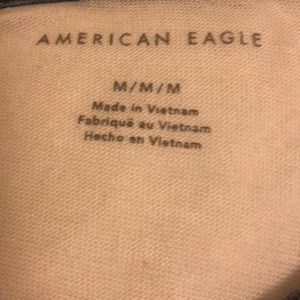 AMERICAN EAGLE
M/M/M
Made in Vietnam
Fabriqué au Vietnam
Hecho en Vietnam